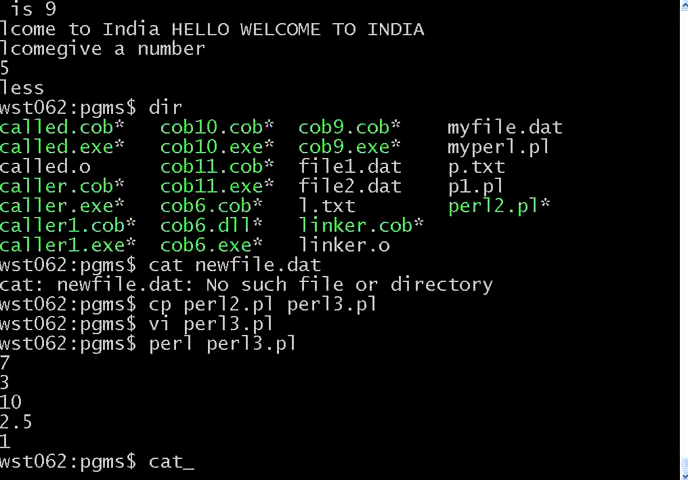 is 9
lcome to India HELLO WELCOME TO INDIA
lcomegive a number
5
less
wst062:pgms$ dir
called.cob* cob10.cob* cob9.cob* myfile.dat
called.exe* cob10.exe* cob9.exe* myperl.pl
called.o cob11.cob* file1.dat p.txt
caller.cob* cob11.exe* file2.dat p1.pl
caller.exe* cob6.cob* l.txt perl2.pl*
caller1.cob* cob6.dll* linker.cob*
caller1.exe* cob6.exe* linker.o
wst062:pgms$ cat newfile.dat
cat: newfile.dat: No such file or directory
wst062:pgms$ cp perl2.pl perl3.pl
wst062:pgms$ vi perl3.pl
wst062:pgms$ perl perl3.pl
7
3
10
2.5
1
wst062:pgms$ cat_